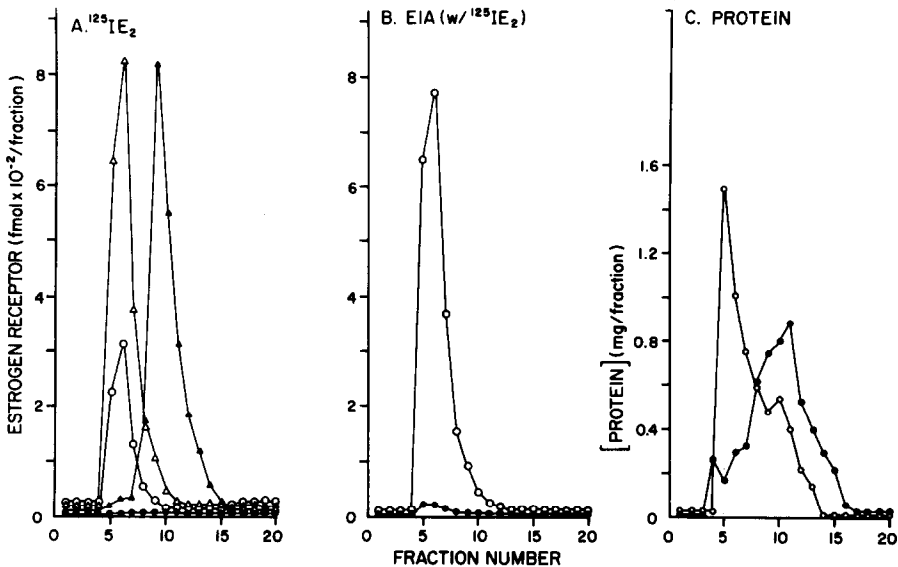 A. ¹²⁵IE₂
B. EIA (w/ ¹²⁵IE₂)
C. PROTEIN
ESTROGEN RECEPTOR (fmol x 10⁻²/fraction)
8
6
4
2
0
0 5 10 15 20
8
6
4
2
0
0 5 10 15 20
[PROTEIN] (mg/fraction)
1.6
1.2
0.8
0.4
0
0 5 10 15 20
FRACTION NUMBER